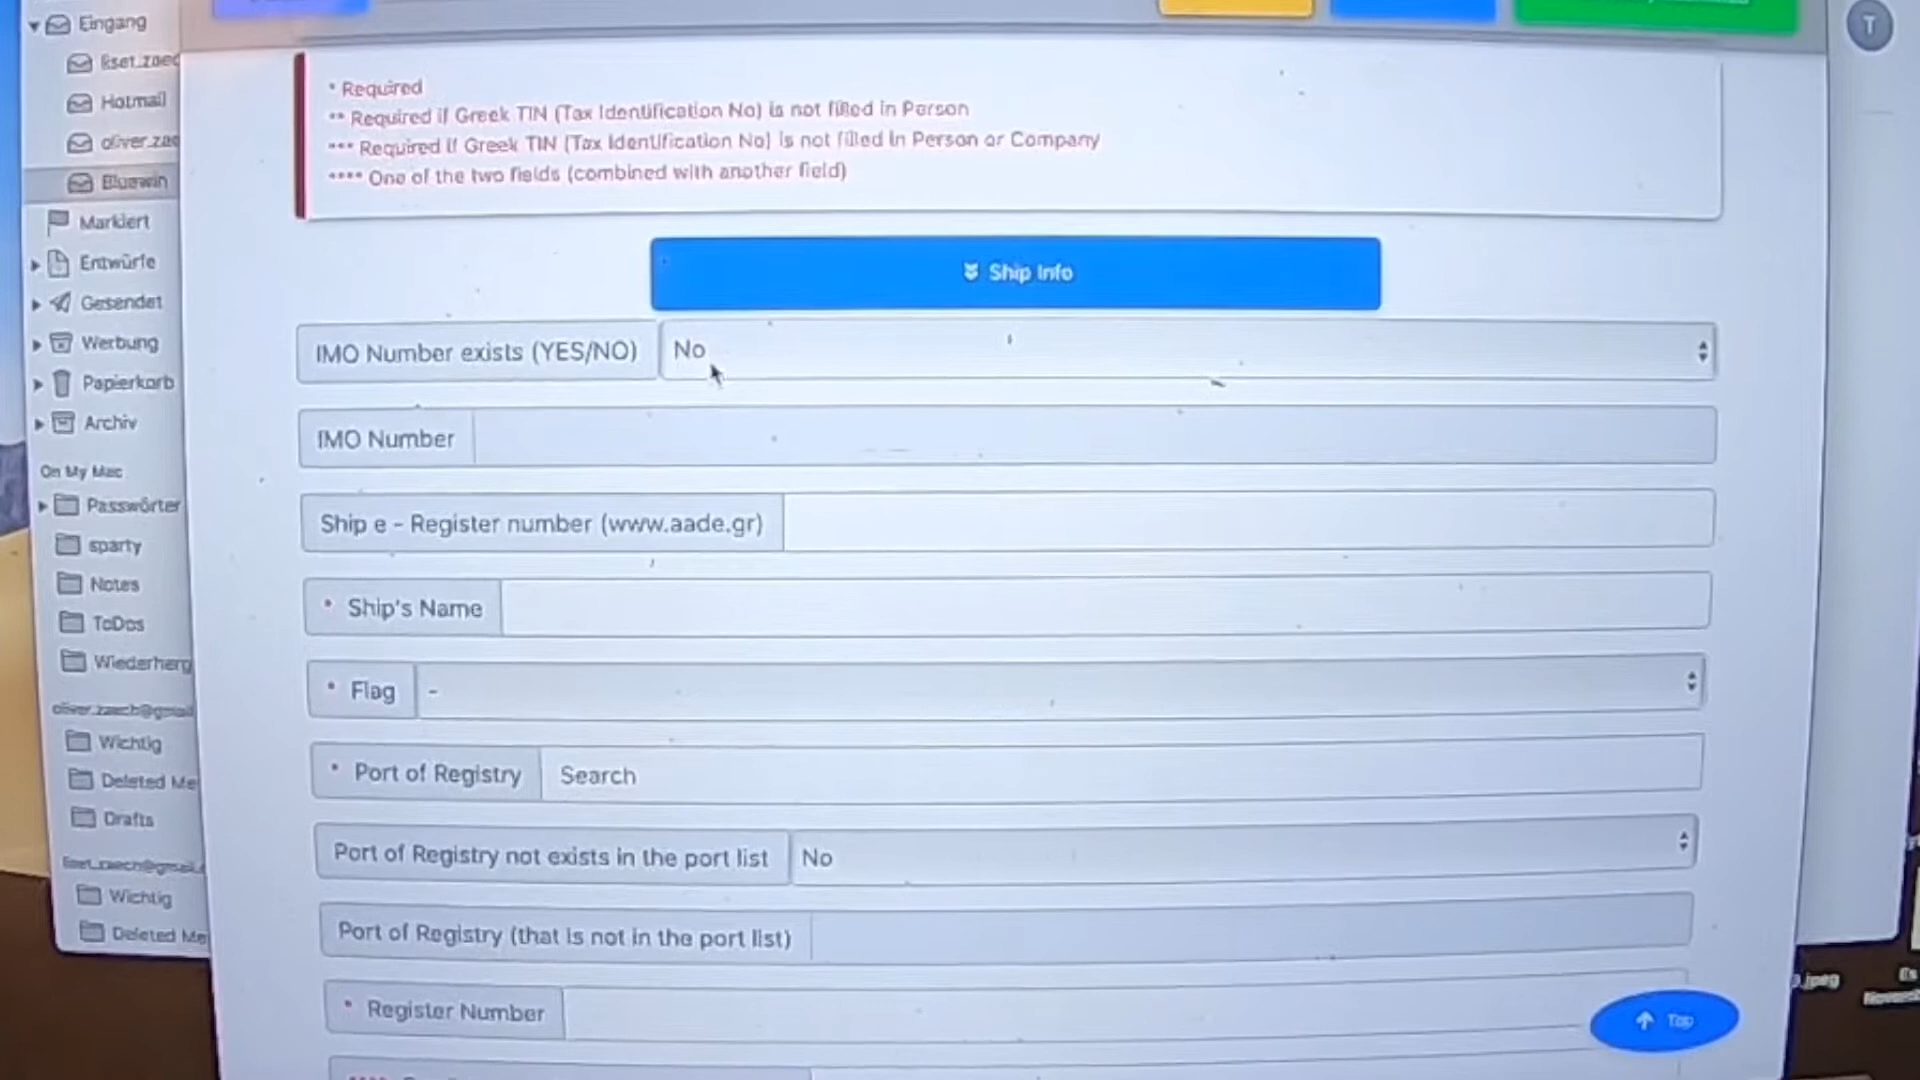 Eingang
Hotmail
Bluewin
Markiert
Entwürfe
Gesendet
Werbung
Papierkorb
Archiv
On My Mac
Passwörter
sparty
Notes
ToDos
Wiederherg
Wichtig
Deleted Me
Drafts
Wichtig
Deleted Me
T
* Required
** Required if Greek TIN (Tax Identification No) is not filled in Person
*** Required if Greek TIN (Tax Identification No) is not filled in Person or Company
**** One of the two fields (combined with another field)
Ship Info
IMO Number exists (YES/NO) No
IMO Number
Ship e - Register number (www.aade.gr)
* Ship's Name
* Flag -
* Port of Registry Search
Port of Registry not exists in the port list No
Port of Registry (that is not in the port list)
* Register Number
Top